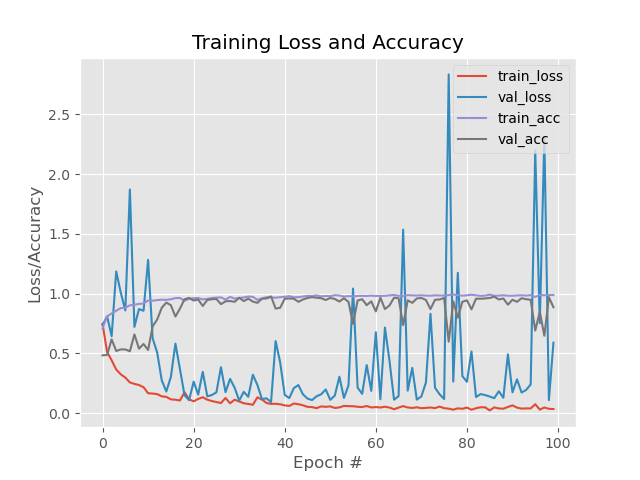 Training Loss and Accuracy
train_loss
val_loss
train_acc
val_acc
Loss/Accuracy
2.5
2.0
1.5
1.0
0.5
0.0
0 20 40 60 80 100
Epoch #